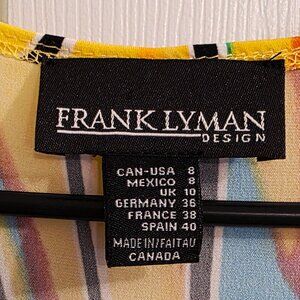 FRANK LYMAN
DESIGN
CAN-USA 8
MEXICO 8
UK 10
GERMANY 36
FRANCE 38
SPAIN 40
MADE IN/FAIT AU
CANADA